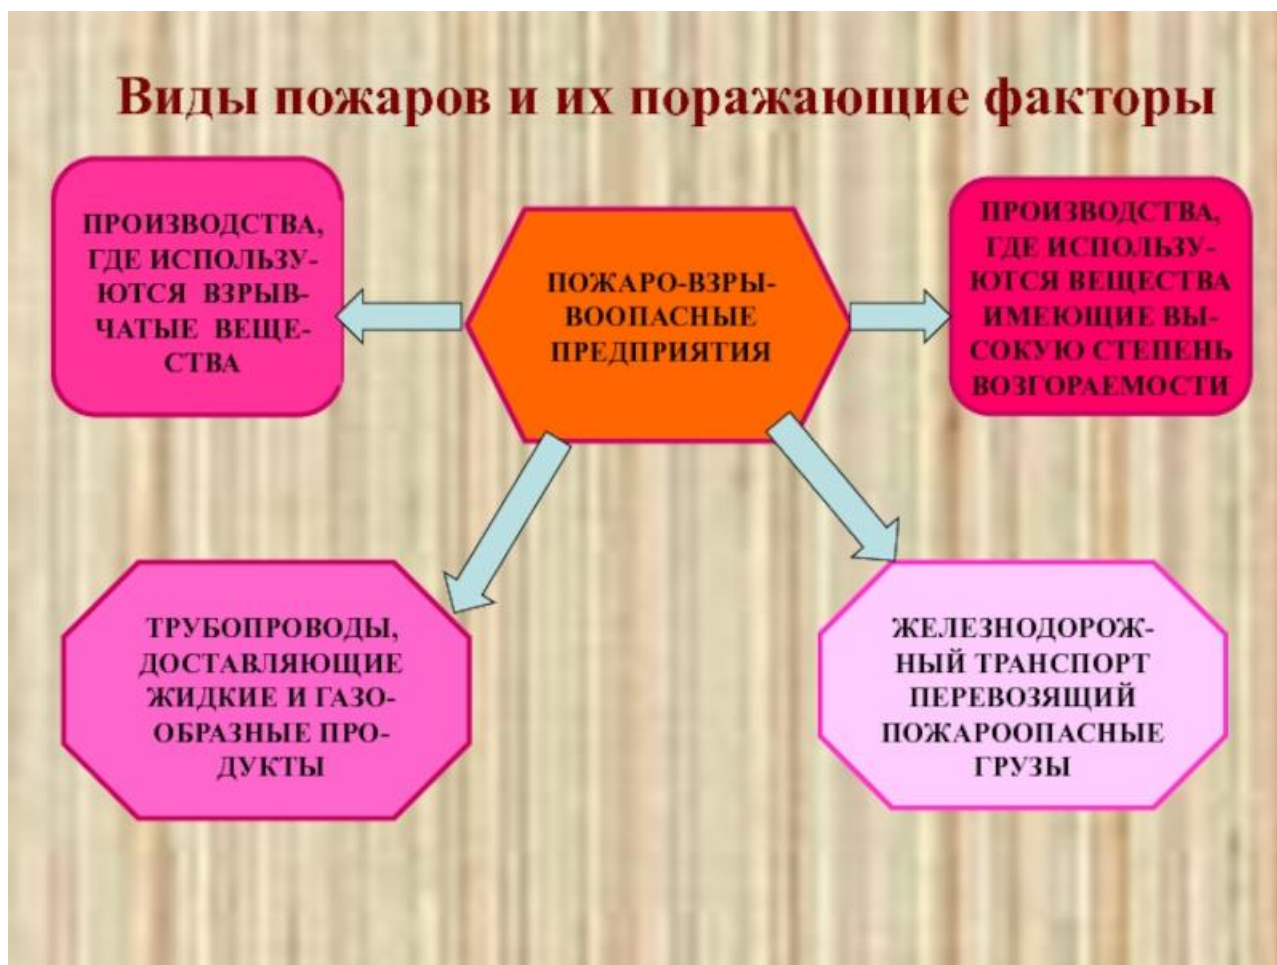 Виды пожаров и их поражающие факторы
ПРОИЗВОДСТВА,
ГДЕ ИСПОЛЬЗУ-
ЮТСЯ ВЗРЫВ-
ЧАТЫЕ ВЕЩЕ-
СТВА
ПОЖАРО-ВЗРЫ-
ВООПАСНЫЕ
ПРЕДПРИЯТИЯ
ПРОИЗВОДСТВА,
ГДЕ ИСПОЛЬЗУ-
ЮТСЯ ВЕЩЕСТВА
ИМЕЮЩИЕ ВЫ-
СОКУЮ СТЕПЕНЬ
ВОЗГОРАЕМОСТИ
ТРУБОПРОВОДЫ,
ДОСТАВЛЯЮЩИЕ
ЖИДКИЕ И ГАЗО-
ОБРАЗНЫЕ ПРО-
ДУКТЫ
ЖЕЛЕЗНОДОРОЖ-
НЫЙ ТРАНСПОРТ
ПЕРЕВОЗЯЩИЙ
ПОЖАРООПАСНЫЕ
ГРУЗЫ